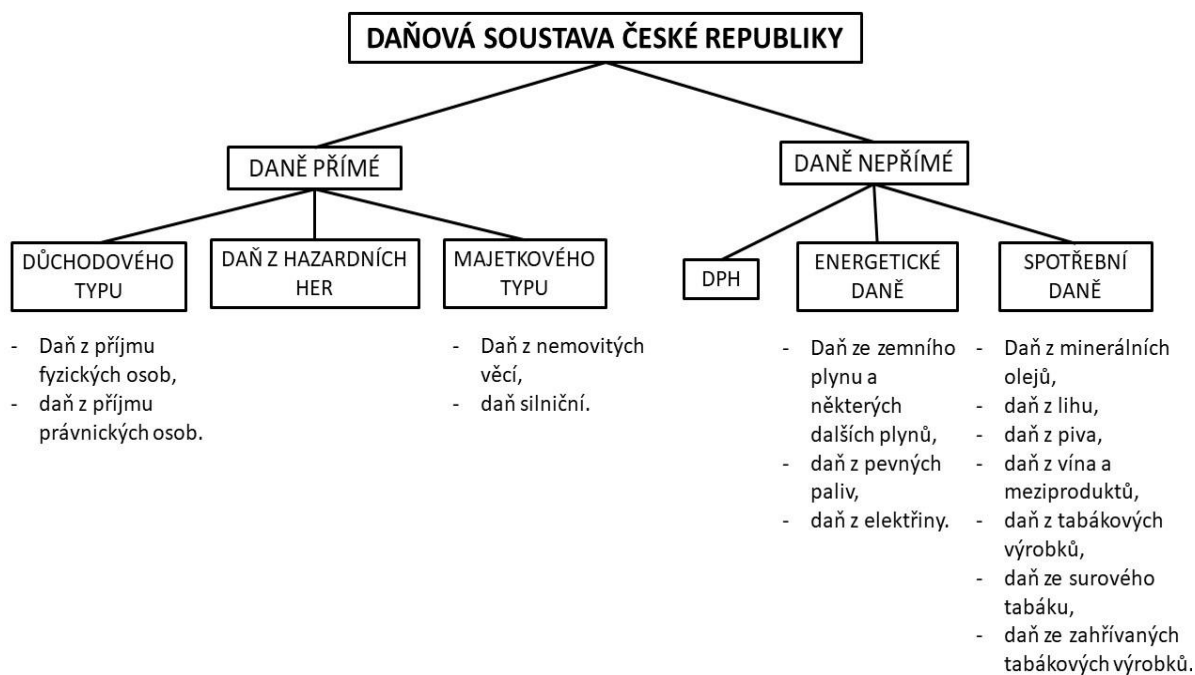 DAŇOVÁ SOUSTAVA ČESKÉ REPUBLIKY
DANĚ PŘÍMÉ
DANĚ NEPŘÍMÉ
DŮCHODOVÉHO
TYPU
DAŇ Z HAZARDNÍCH
HER
MAJETKOVÉHO
TYPU
DPH
ENERGETICKÉ
DANĚ
SPOTŘEBNÍ
DANĚ
- Daň z příjmu
fyzických osob,
- daň z příjmu
právnických osob.
- Daň z nemovitých
věcí,
- daň silniční.
- Daň ze zemního
plynu a
některých
dalších plynů,
- daň z pevných
paliv,
- daň z elektřiny.
- Daň z minerálních
olejů,
- daň z lihu,
- daň z piva,
- daň z vína a
meziproduktů,
- daň z tabákových
výrobků,
- daň ze surového
tabáku,
- daň ze zahřívaných
tabákových výrobků.